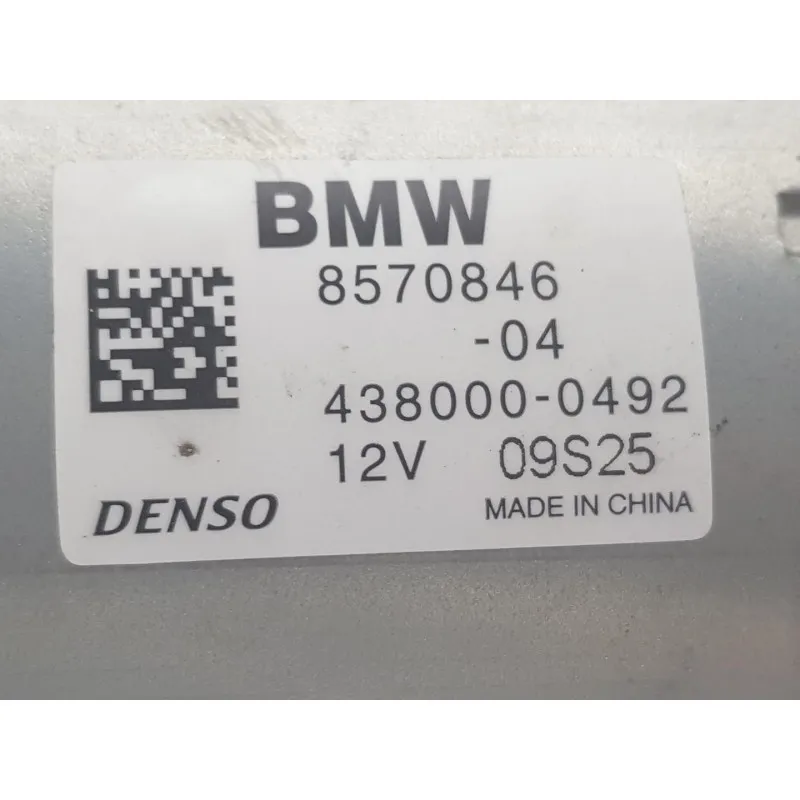 BMW
8570846
-04
438000-0492
12V 09S25
DENSO MADE IN CHINA